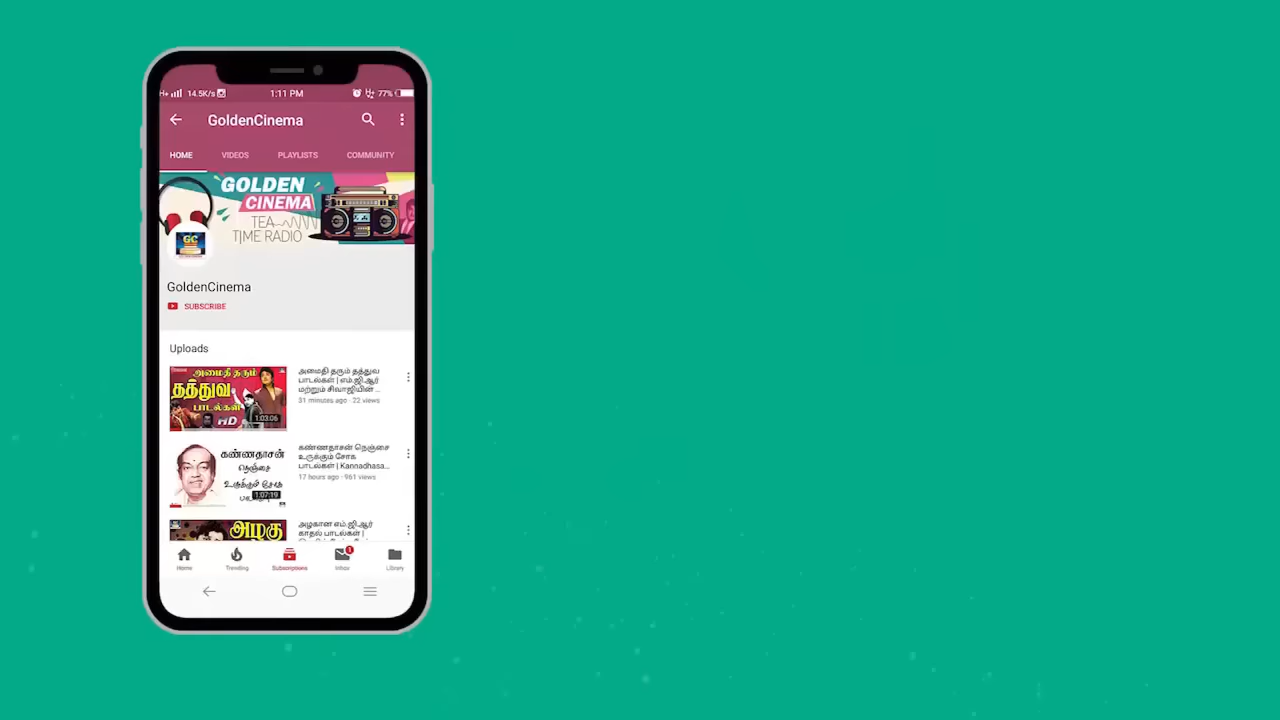 H+ 14.5K/s 1:11 PM 77%
GoldenCinema
HOME VIDEOS PLAYLISTS COMMUNITY
GOLDEN
CINEMA
TEA
TIME RADIO
GC
GoldenCinema
SUBSCRIBE
Uploads
அமைதி தரும்
தத்துவ
பாடல்கள்
HD
1:03:06
அமைதி தரும் தத்துவ
பாடல்கள் | எம்.ஜி.ஆர்
மற்றும் சிவாஜியின் ...
31 minutes ago · 22 views
கண்ணதாசன்
நெஞ்சை
உருக்கும் சோக
1:07:19
கண்ணதாசன் நெஞ்சை
உருக்கும் சோக
பாடல்கள் | Kannadhasa...
17 hours ago · 961 views
அழகு
அழகான எம்.ஜி.ஆர்
காதல் பாடல்கள் |
Home Trending Subscriptions Inbox Library
1